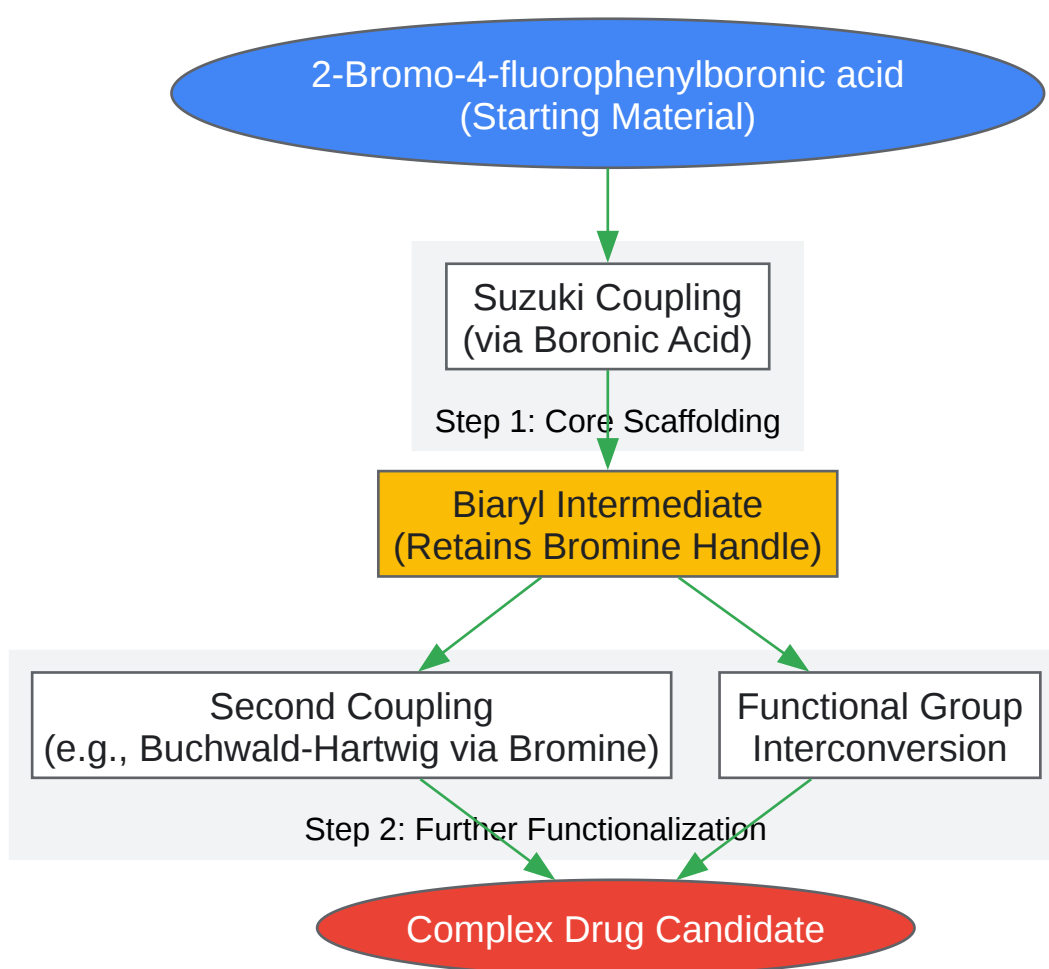 2-Bromo-4-fluorophenylboronic acid
(Starting Material)
Suzuki Coupling
(via Boronic Acid)
Step 1: Core Scaffolding
Biaryl Intermediate
(Retains Bromine Handle)
Second Coupling
(e.g., Buchwald-Hartwig via Bromine)
Functional Group
Interconversion
Step 2: Further Functionalization
Complex Drug Candidate